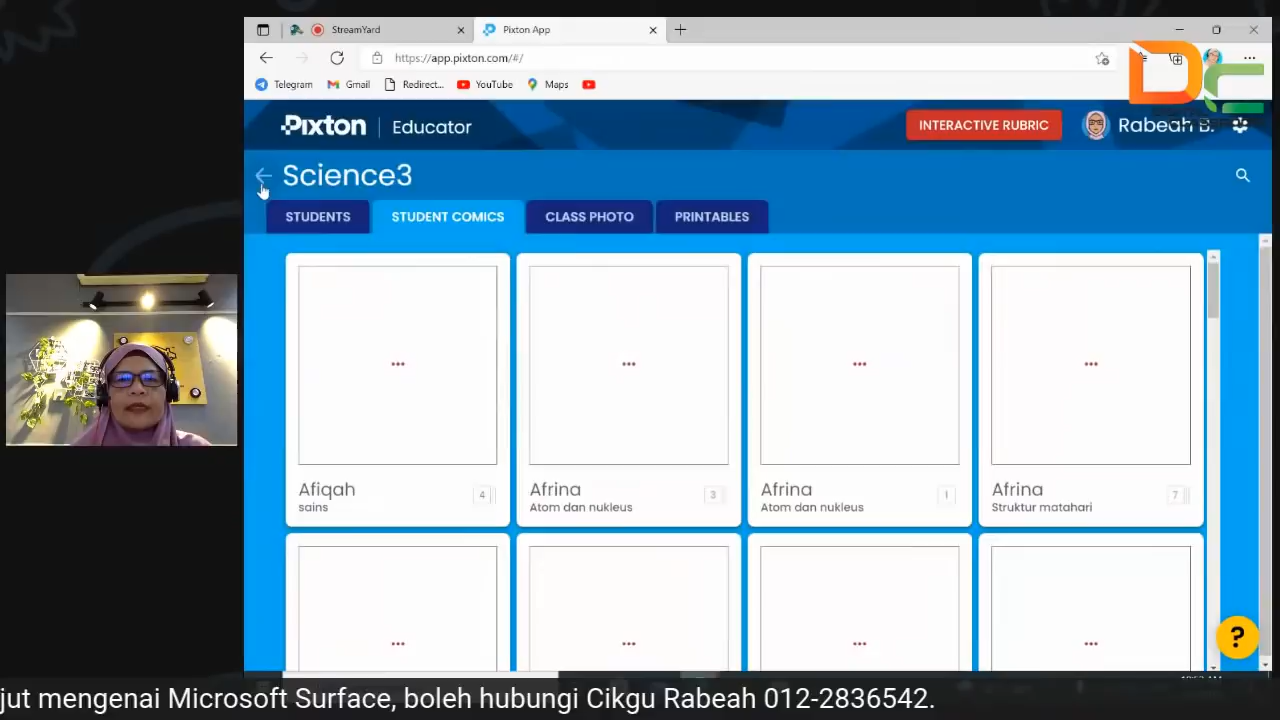 StreamYard
Pixton App
https://app.pixton.com/#/
Telegram
Gmail
Redirect...
YouTube
Maps
Pixton | Educator
INTERACTIVE RUBRIC
Rabeah B.
Science3
STUDENTS
STUDENT COMICS
CLASS PHOTO
PRINTABLES
Afiqah
sains
4
Afrina
Atom dan nukleus
3
Afrina
Atom dan nukleus
1
Afrina
Struktur matahari
7
?
jut mengenai Microsoft Surface, boleh hubungi Cikgu Rabeah 012-2836542.